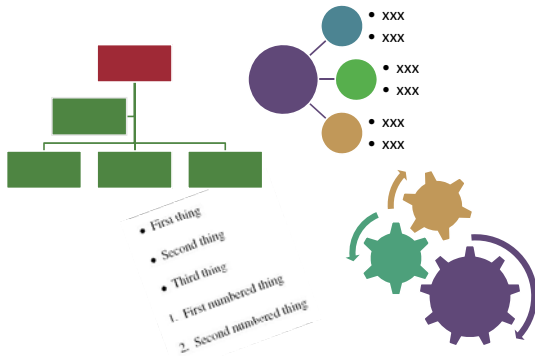 • xxx
• xxx
• xxx
• xxx
• xxx
• xxx
• First thing
• Second thing
• Third thing
1. First numbered thing
2. Second numbered thing